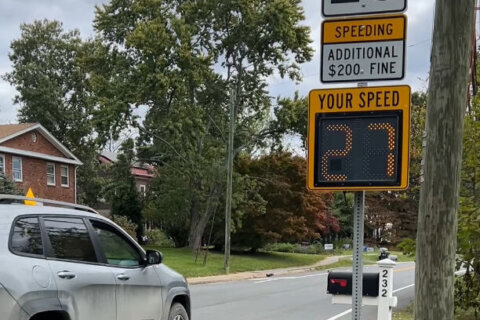 SPEEDING
ADDITIONAL
$200 FINE
YOUR SPEED
27
232